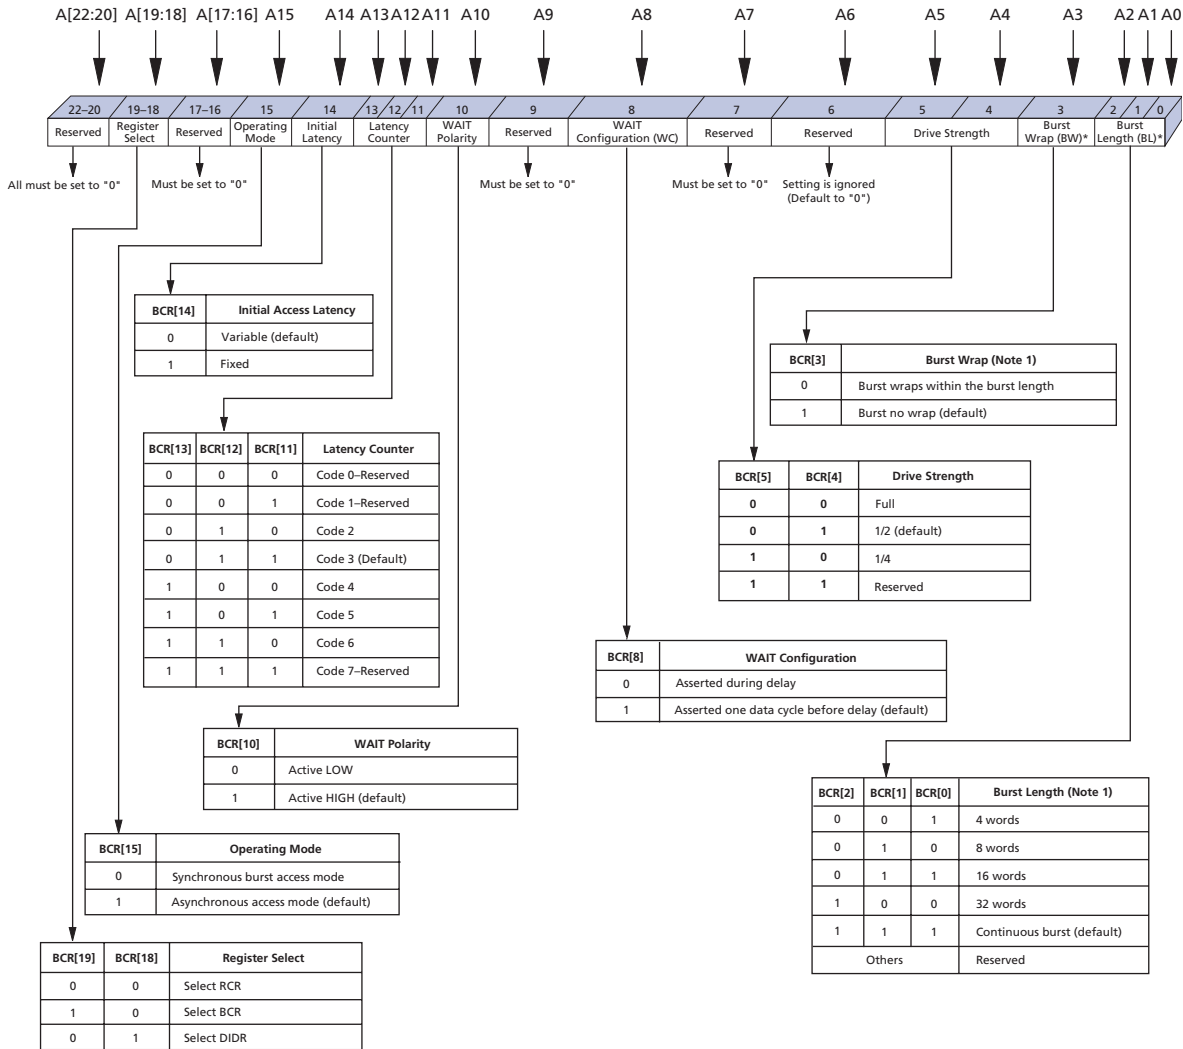 A[22:20] A[19:18] A[17:16] A15 A14 A13 A12 A11 A10 A9 A8 A7 A6 A5 A4 A3 A2 A1 A0
22–20 19–18 17–16 15 14 13 12 11 10 9 8 7 6 5 4 3 2 1 0
Reserved
Register
Select
Reserved
Operating
Mode
Initial
Latency
Latency
Counter
WAIT
Polarity
Reserved
WAIT
Configuration (WC)
Reserved
Reserved
Drive Strength
Burst
Wrap (BW)*
Burst
Length (BL)*
All must be set to "0"
Must be set to "0"
Must be set to "0"
Must be set to "0"
Setting is ignored
(Default to "0")
BCR[14] Initial Access Latency
0 Variable (default)
1 Fixed
BCR[3] Burst Wrap (Note 1)
0 Burst wraps within the burst length
1 Burst no wrap (default)
BCR[13] BCR[12] BCR[11] Latency Counter
0 0 0 Code 0–Reserved
0 0 1 Code 1–Reserved
0 1 0 Code 2
0 1 1 Code 3 (Default)
1 0 0 Code 4
1 0 1 Code 5
1 1 0 Code 6
1 1 1 Code 7–Reserved
BCR[5] BCR[4] Drive Strength
0 0 Full
0 1 1/2 (default)
1 0 1/4
1 1 Reserved
BCR[8] WAIT Configuration
0 Asserted during delay
1 Asserted one data cycle before delay (default)
BCR[10] WAIT Polarity
0 Active LOW
1 Active HIGH (default)
BCR[2] BCR[1] BCR[0] Burst Length (Note 1)
0 0 1 4 words
0 1 0 8 words
0 1 1 16 words
1 0 0 32 words
1 1 1 Continuous burst (default)
Others Reserved
BCR[15] Operating Mode
0 Synchronous burst access mode
1 Asynchronous access mode (default)
BCR[19] BCR[18] Register Select
0 0 Select RCR
1 0 Select BCR
0 1 Select DIDR